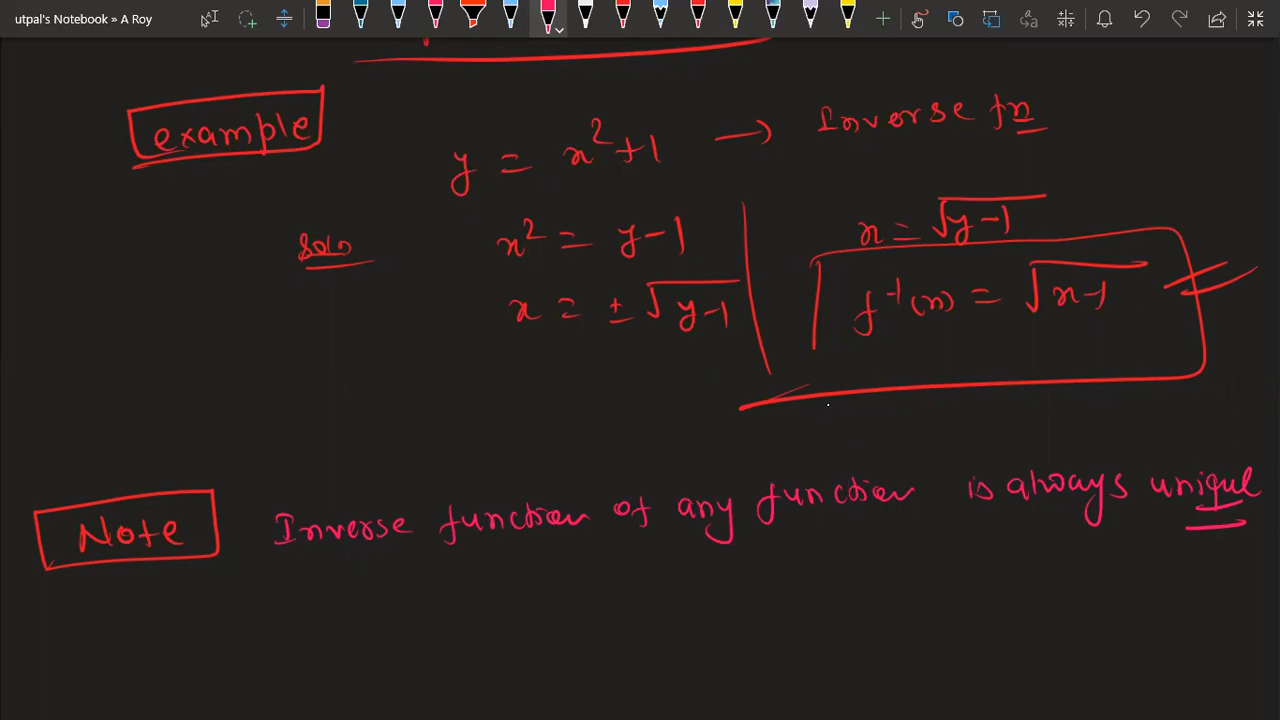 utpal's Notebook » A Roy
example
y = x²+1 → Inverse fn
Soln
x² = y-1
x = ± √y-1
x = √y-1
f⁻¹(x) = √x-1
Note
Inverse function of any function is always unique